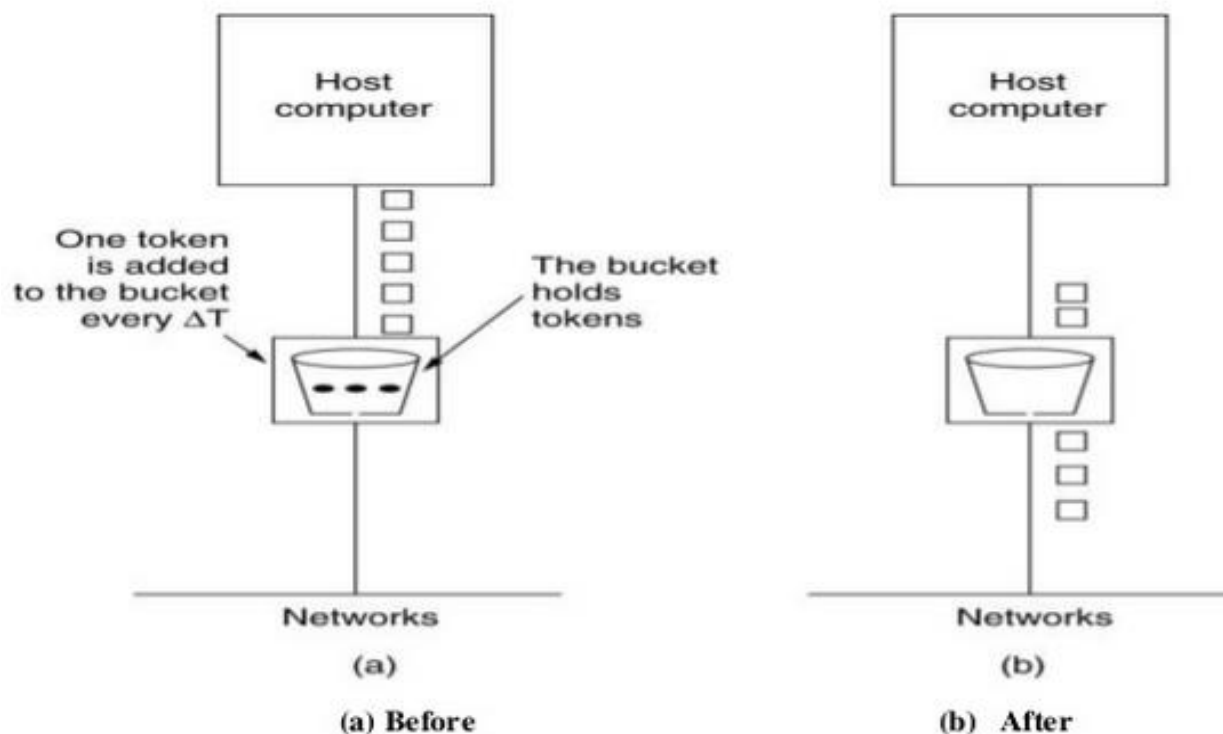 Host
computer
One token
is added
to the bucket
every ΔT
The bucket
holds
tokens
Networks
(a)
(a) Before
Host
computer
Networks
(b)
(b) After